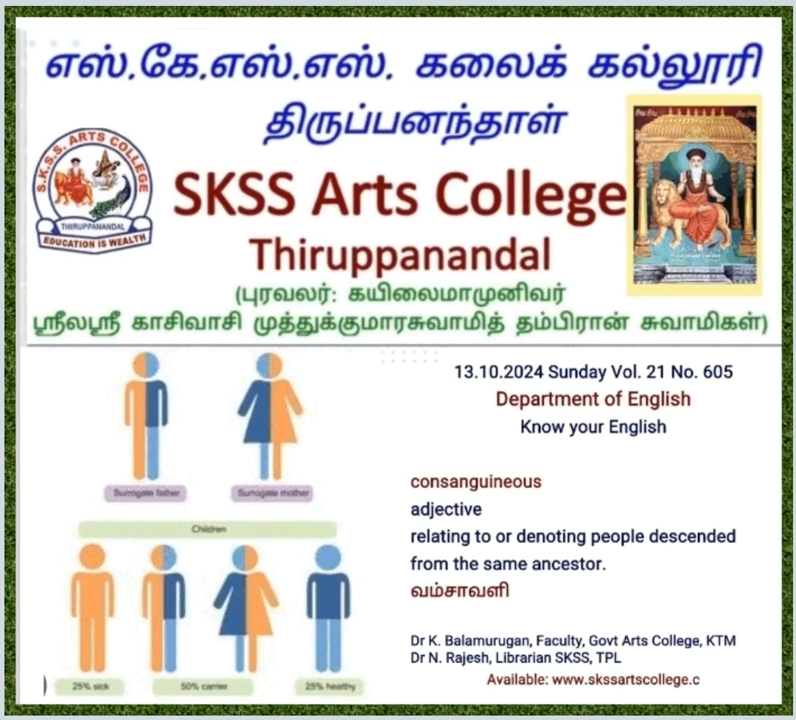 எஸ்.கே.எஸ்.எஸ். கலைக் கல்லூரி
திருப்பனந்தாள்
S.K.S.S. ARTS COLLEGE
THIRUPPANANDAL
EDUCATION IS WEALTH
SKSS Arts College
Thiruppanandal
(புரவலர்: கயிலைமாமுனிவர்
ஸ்ரீலஸ்ரீ காசிவாசி முத்துக்குமாரசுவாமித் தம்பிரான் சுவாமிகள்)
Surrogate father
Surrogate mother
Children
25% sick
50% carrier
25% healthy
13.10.2024 Sunday Vol. 21 No. 605
Department of English
Know your English
consanguineous
adjective
relating to or denoting people descended
from the same ancestor.
வம்சாவளி
Dr K. Balamurugan, Faculty, Govt Arts College, KTM
Dr N. Rajesh, Librarian SKSS, TPL
Available: www.skssartscollege.c